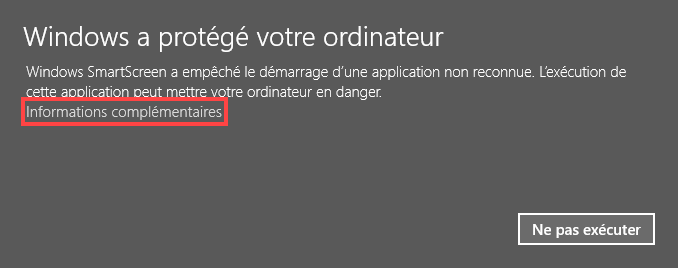 Windows a protégé votre ordinateur
Windows SmartScreen a empêché le démarrage d'une application non reconnue. L'exécution de
cette application peut mettre votre ordinateur en danger.
Informations complémentaires
Ne pas exécuter